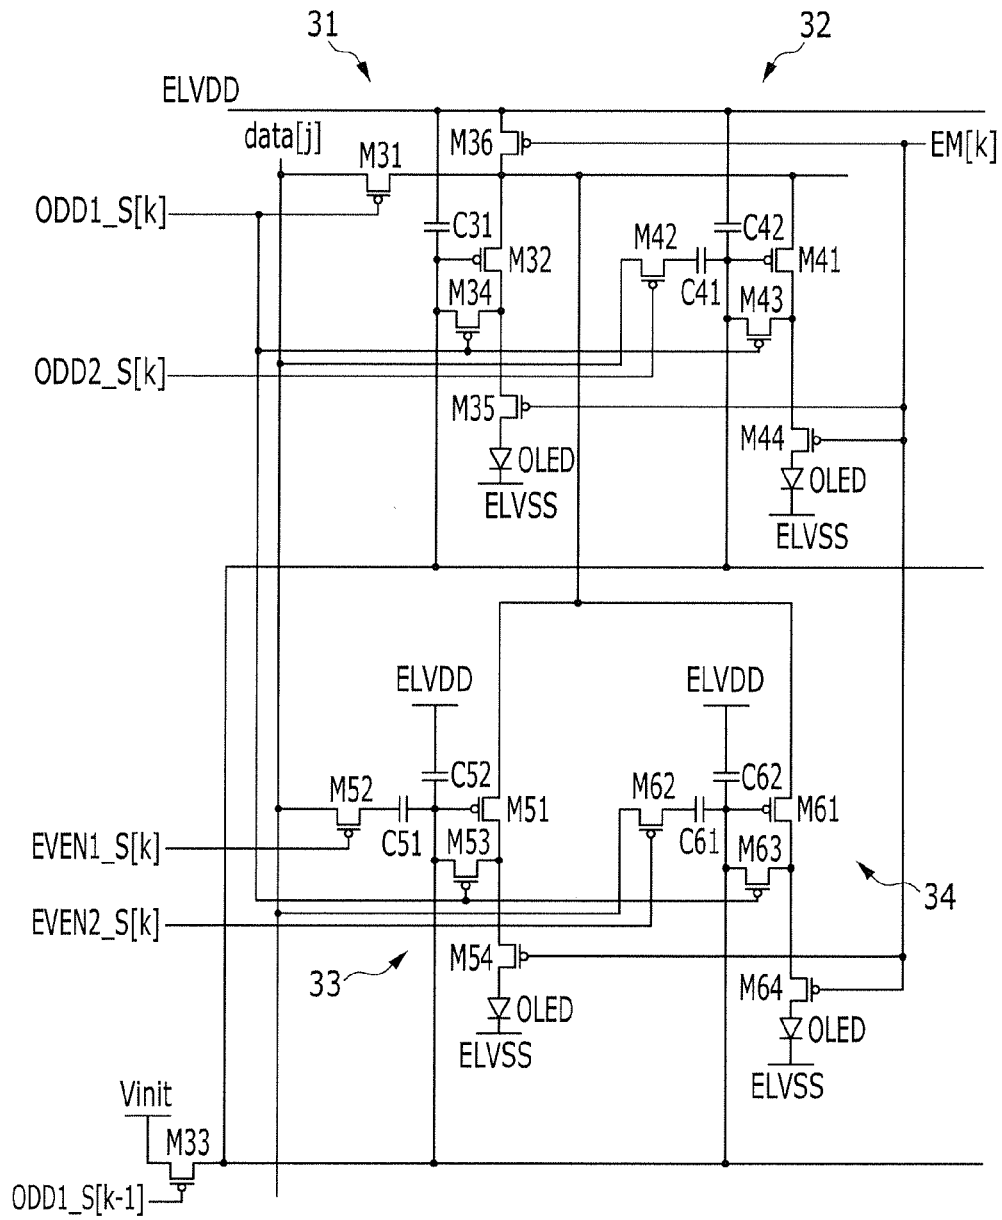 31
32
ELVDD
data[j]
M36
EM[k]
M31
ODD1_S[k]
C31
M42
C42
M32
M41
M34
C41
M43
ODD2_S[k]
M35
M44
OLED
OLED
ELVSS
ELVSS
ELVDD
ELVDD
C52
C62
M52
M62
M51
M61
C51
M53
C61
M63
EVEN1_S[k]
34
EVEN2_S[k]
33
M54
M64
OLED
OLED
ELVSS
ELVSS
Vinit
M33
ODD1_S[k-1]